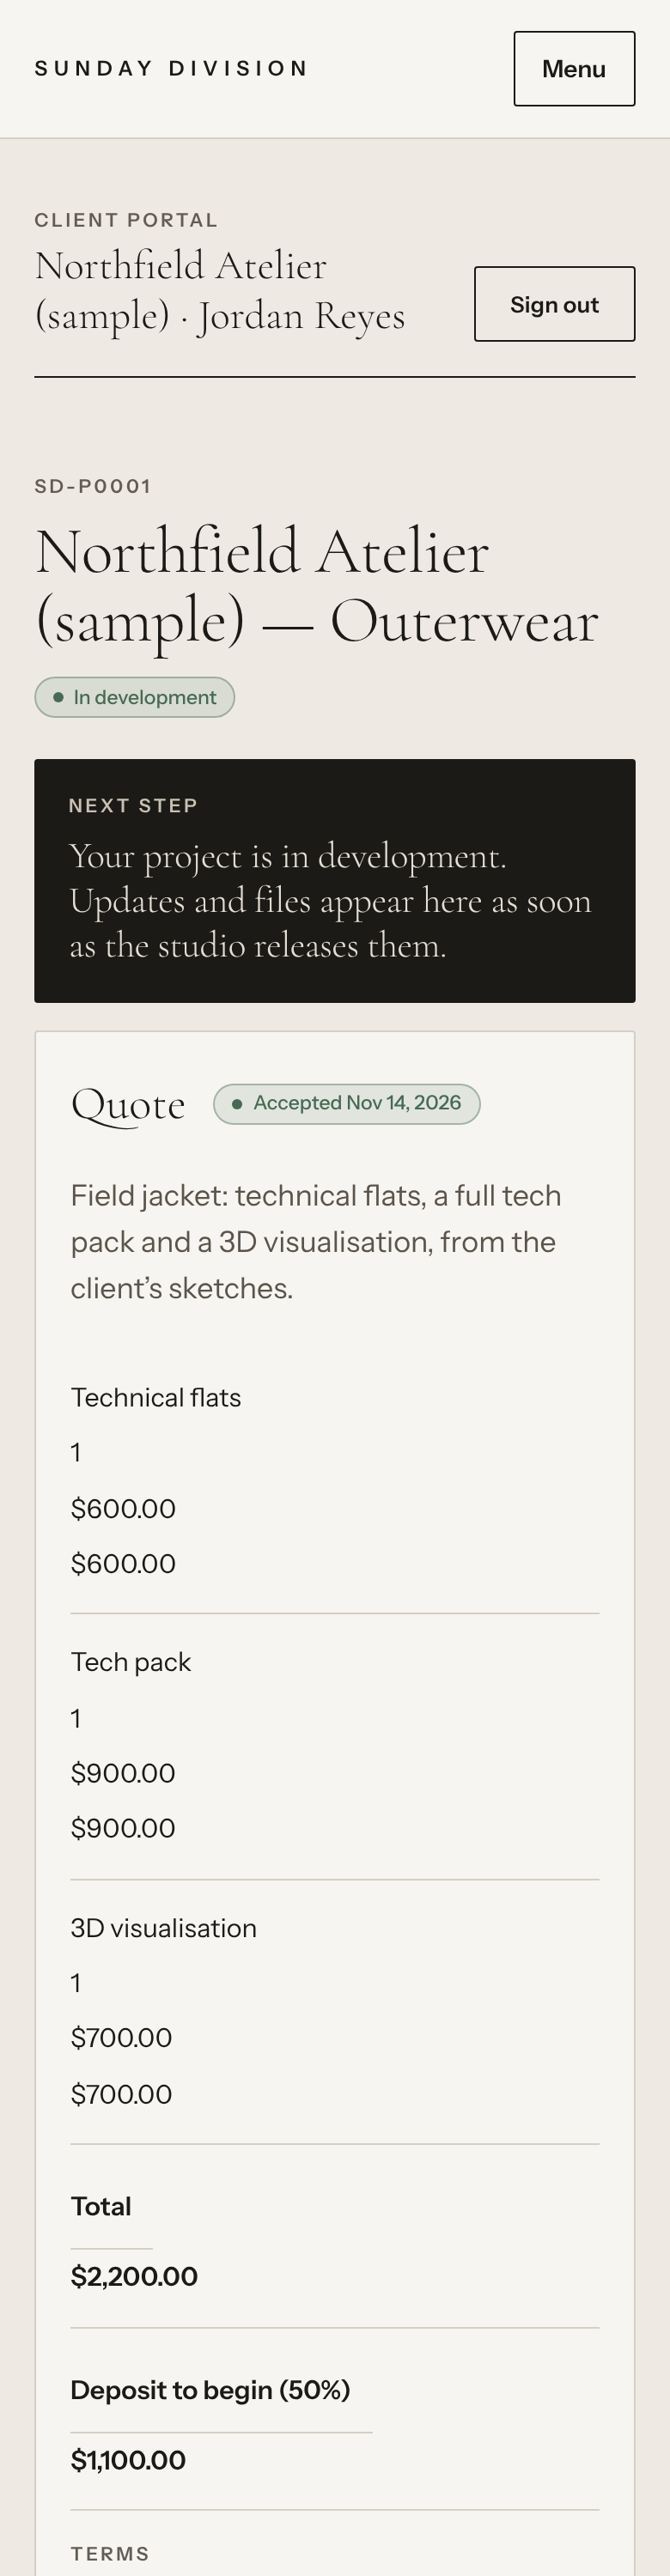 SUNDAY DIVISION
Menu
CLIENT PORTAL
Northfield Atelier
(sample) · Jordan Reyes
Sign out
SD-P0001
Northfield Atelier
(sample) — Outerwear
In development
NEXT STEP
Your project is in development.
Updates and files appear here as soon
as the studio releases them.
Quote
Accepted Nov 14, 2026
Field jacket: technical flats, a full tech
pack and a 3D visualisation, from the
client’s sketches.
Technical flats
1
$600.00
$600.00
Tech pack
1
$900.00
$900.00
3D visualisation
1
$700.00
$700.00
Total
$2,200.00
Deposit to begin (50%)
$1,100.00
TERMS